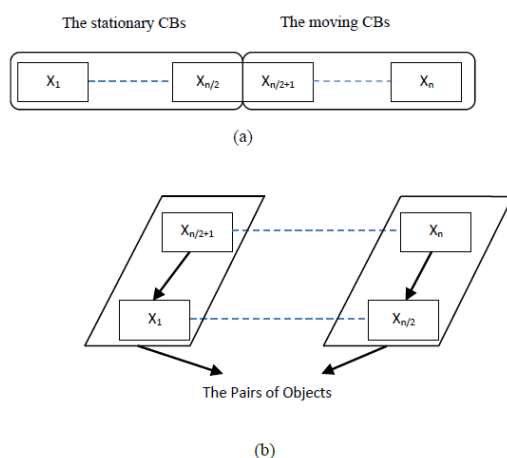 The stationary CBs The moving CBs
X1 Xn/2 Xn/2+1 Xn
(a)
Xn/2+1 Xn
X1 Xn/2
The Pairs of Objects
(b)